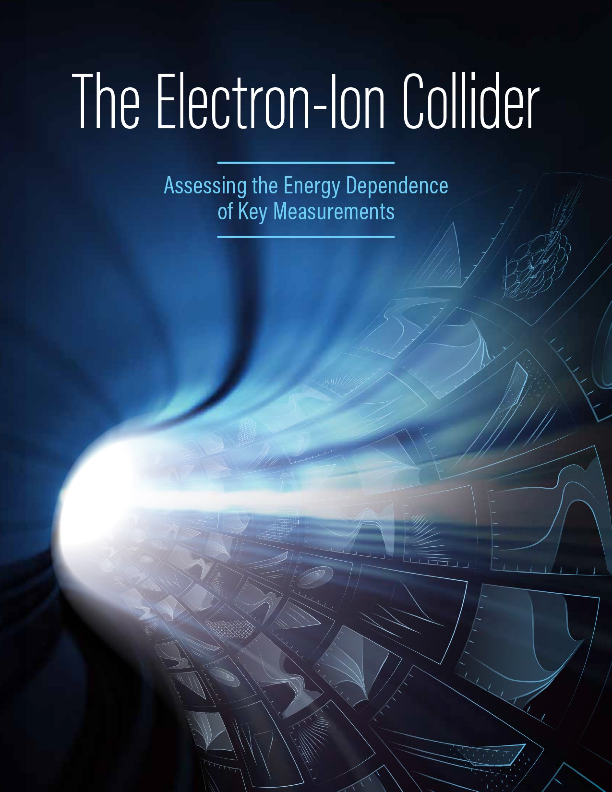 The Electron-Ion Collider
Assessing the Energy Dependence
of Key Measurements